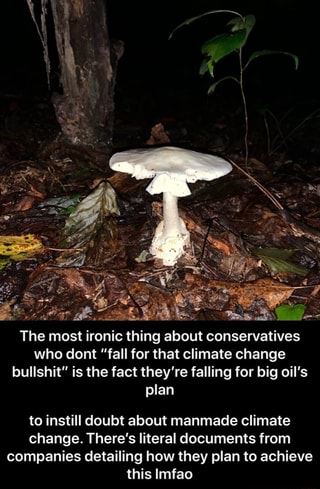 The most ironic thing about conservatives
who dont "fall for that climate change
bullshit" is the fact they're falling for big oil's
plan
to instill doubt about manmade climate
change. There's literal documents from
companies detailing how they plan to achieve
this lmfao